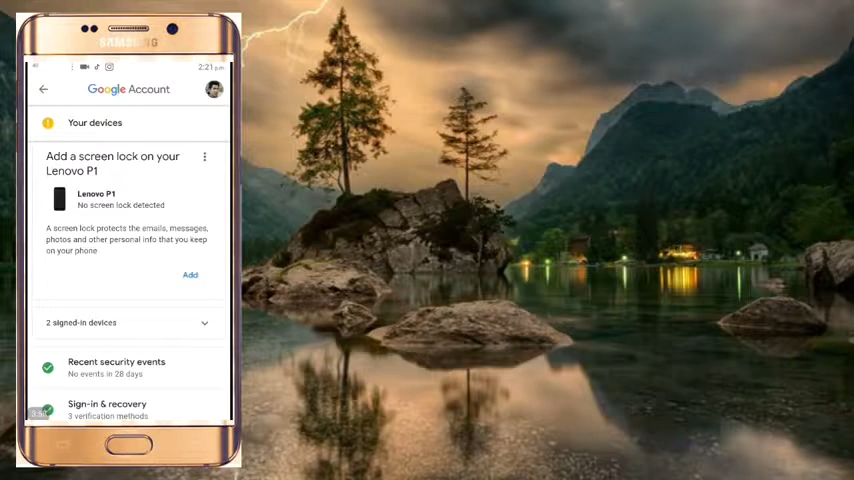 SAMSUNG
2:21 pm
Google Account
Your devices
Add a screen lock on your
Lenovo P1
Lenovo P1
No screen lock detected
A screen lock protects the emails, messages,
photos and other personal info that you keep
on your phone
Add
2 signed-in devices
Recent security events
No events in 28 days
Sign-in & recovery
3 verification methods